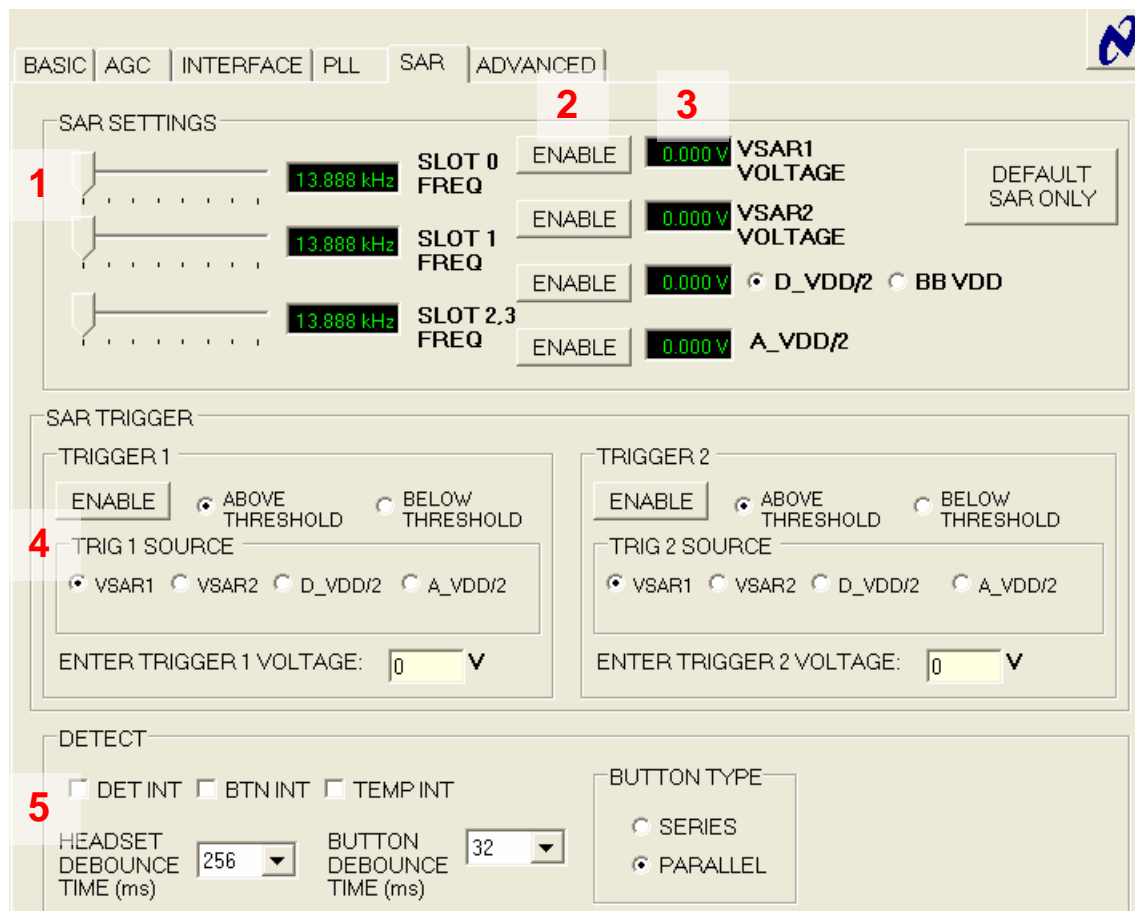 BASIC AGC INTERFACE PLL SAR ADVANCED
2 3
SAR SETTINGS
1
13.888 kHz SLOT 0 FREQ
13.888 kHz SLOT 1 FREQ
13.888 kHz SLOT 2,3 FREQ
ENABLE 0.000 V VSAR1 VOLTAGE
ENABLE 0.000 V VSAR2 VOLTAGE
ENABLE 0.000 V D_VDD/2 BB VDD
ENABLE 0.000 V A_VDD/2
DEFAULT SAR ONLY
SAR TRIGGER
4
TRIGGER 1
ENABLE ABOVE THRESHOLD BELOW THRESHOLD
TRIG 1 SOURCE
VSAR1 VSAR2 D_VDD/2 A_VDD/2
ENTER TRIGGER 1 VOLTAGE: 0 V
TRIGGER 2
ENABLE ABOVE THRESHOLD BELOW THRESHOLD
TRIG 2 SOURCE
VSAR1 VSAR2 D_VDD/2 A_VDD/2
ENTER TRIGGER 2 VOLTAGE: 0 V
DETECT
5
DET INT BTN INT TEMP INT
HEADSET DEBOUNCE TIME (ms) 256
BUTTON DEBOUNCE TIME (ms) 32
BUTTON TYPE
SERIES
PARALLEL